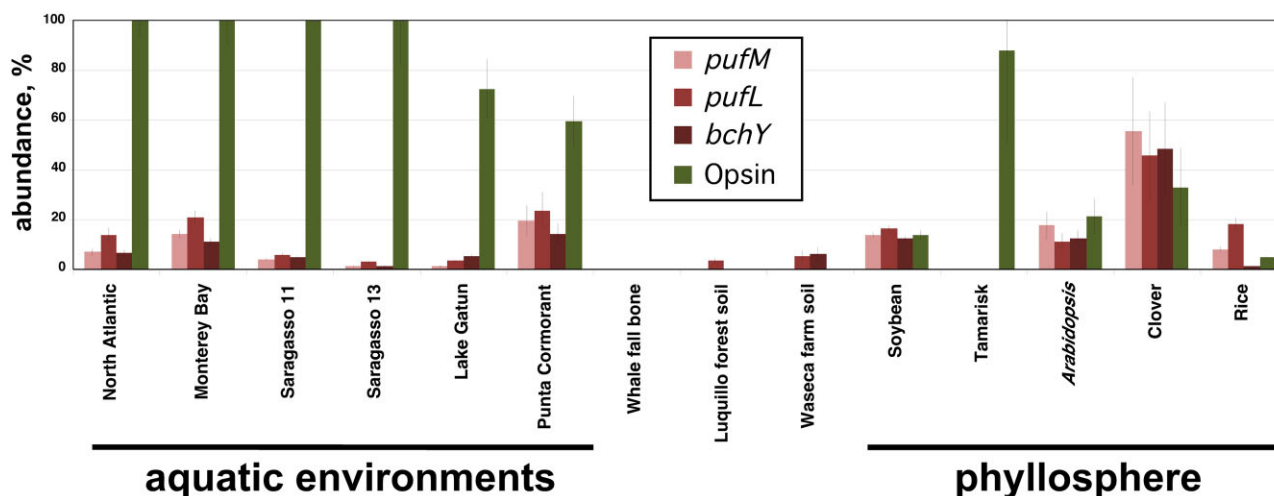 abundance, %
100
80
60
40
20
0
pufM
pufL
bchY
Opsin
North Atlantic
Monterey Bay
Saragasso 11
Saragasso 13
Lake Gatun
Punta Cormorant
Whale fall bone
Luquillo forest soil
Waseca farm soil
Soybean
Tamarisk
Arabidopsis
Clover
Rice
aquatic environments
phyllosphere